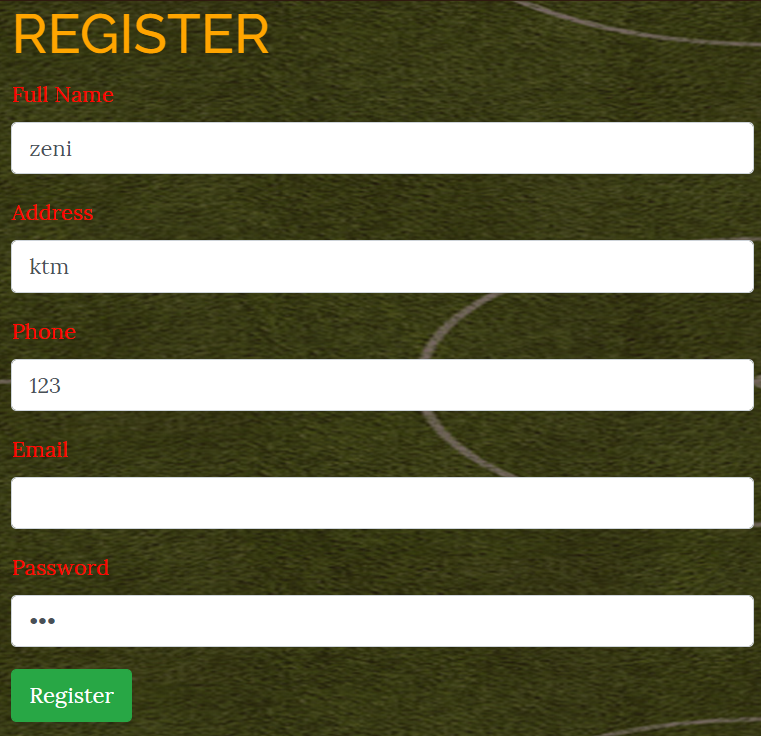 REGISTER
Full Name
zeni
Address
ktm
Phone
123
Email
Password
•••
Register